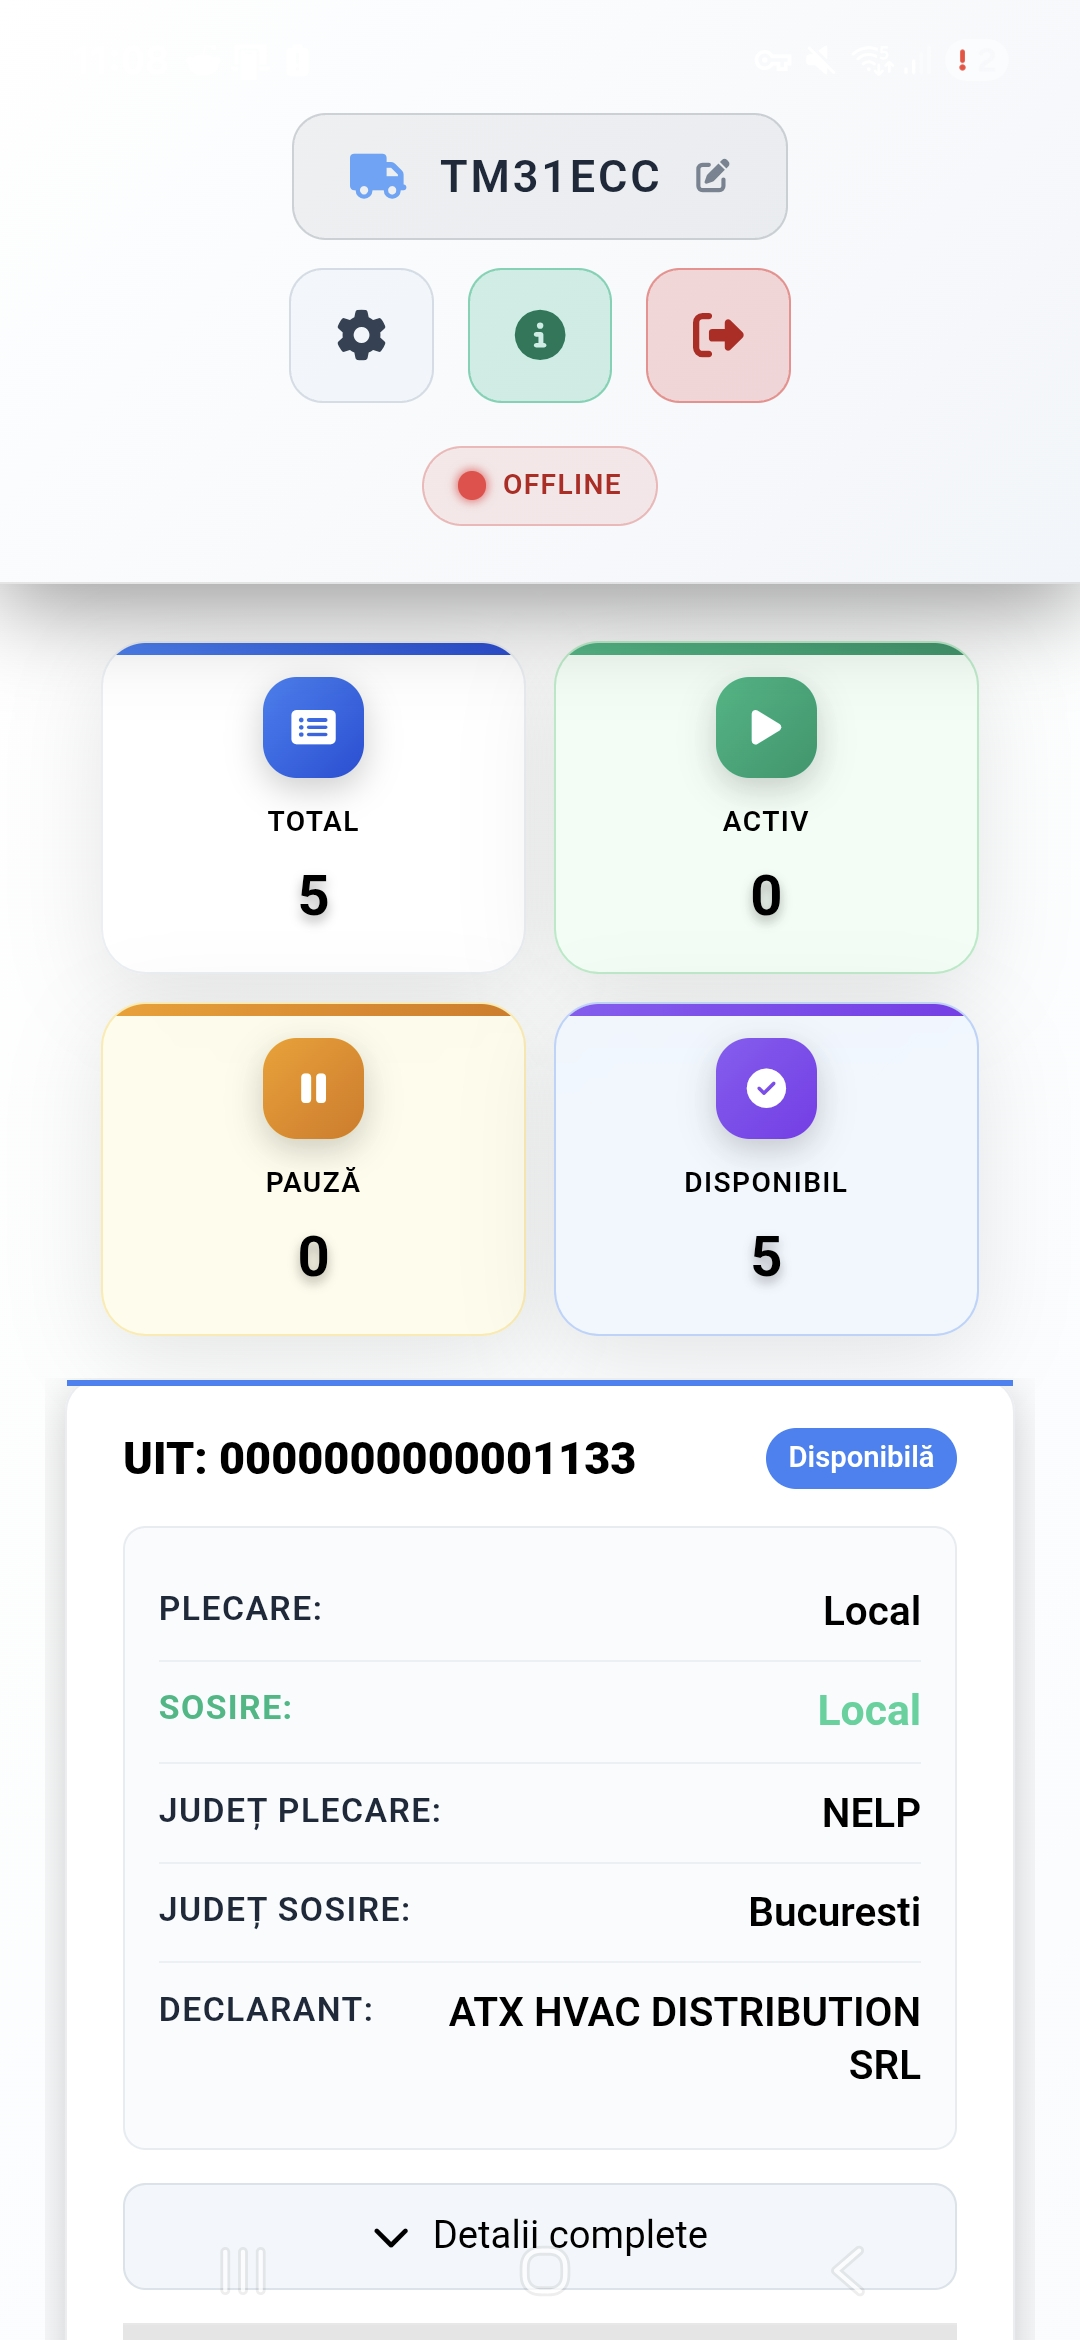 TM31ECC
OFFLINE
TOTAL
5
ACTIV
0
PAUZĂ
0
DISPONIBIL
5
UIT: 0000000000001133
Disponibilă
PLECARE:
Local
SOSIRE:
Local
JUDEȚ PLECARE:
NELP
JUDEȚ SOSIRE:
Bucuresti
DECLARANT:
ATX HVAC DISTRIBUTION
SRL
Detalii complete